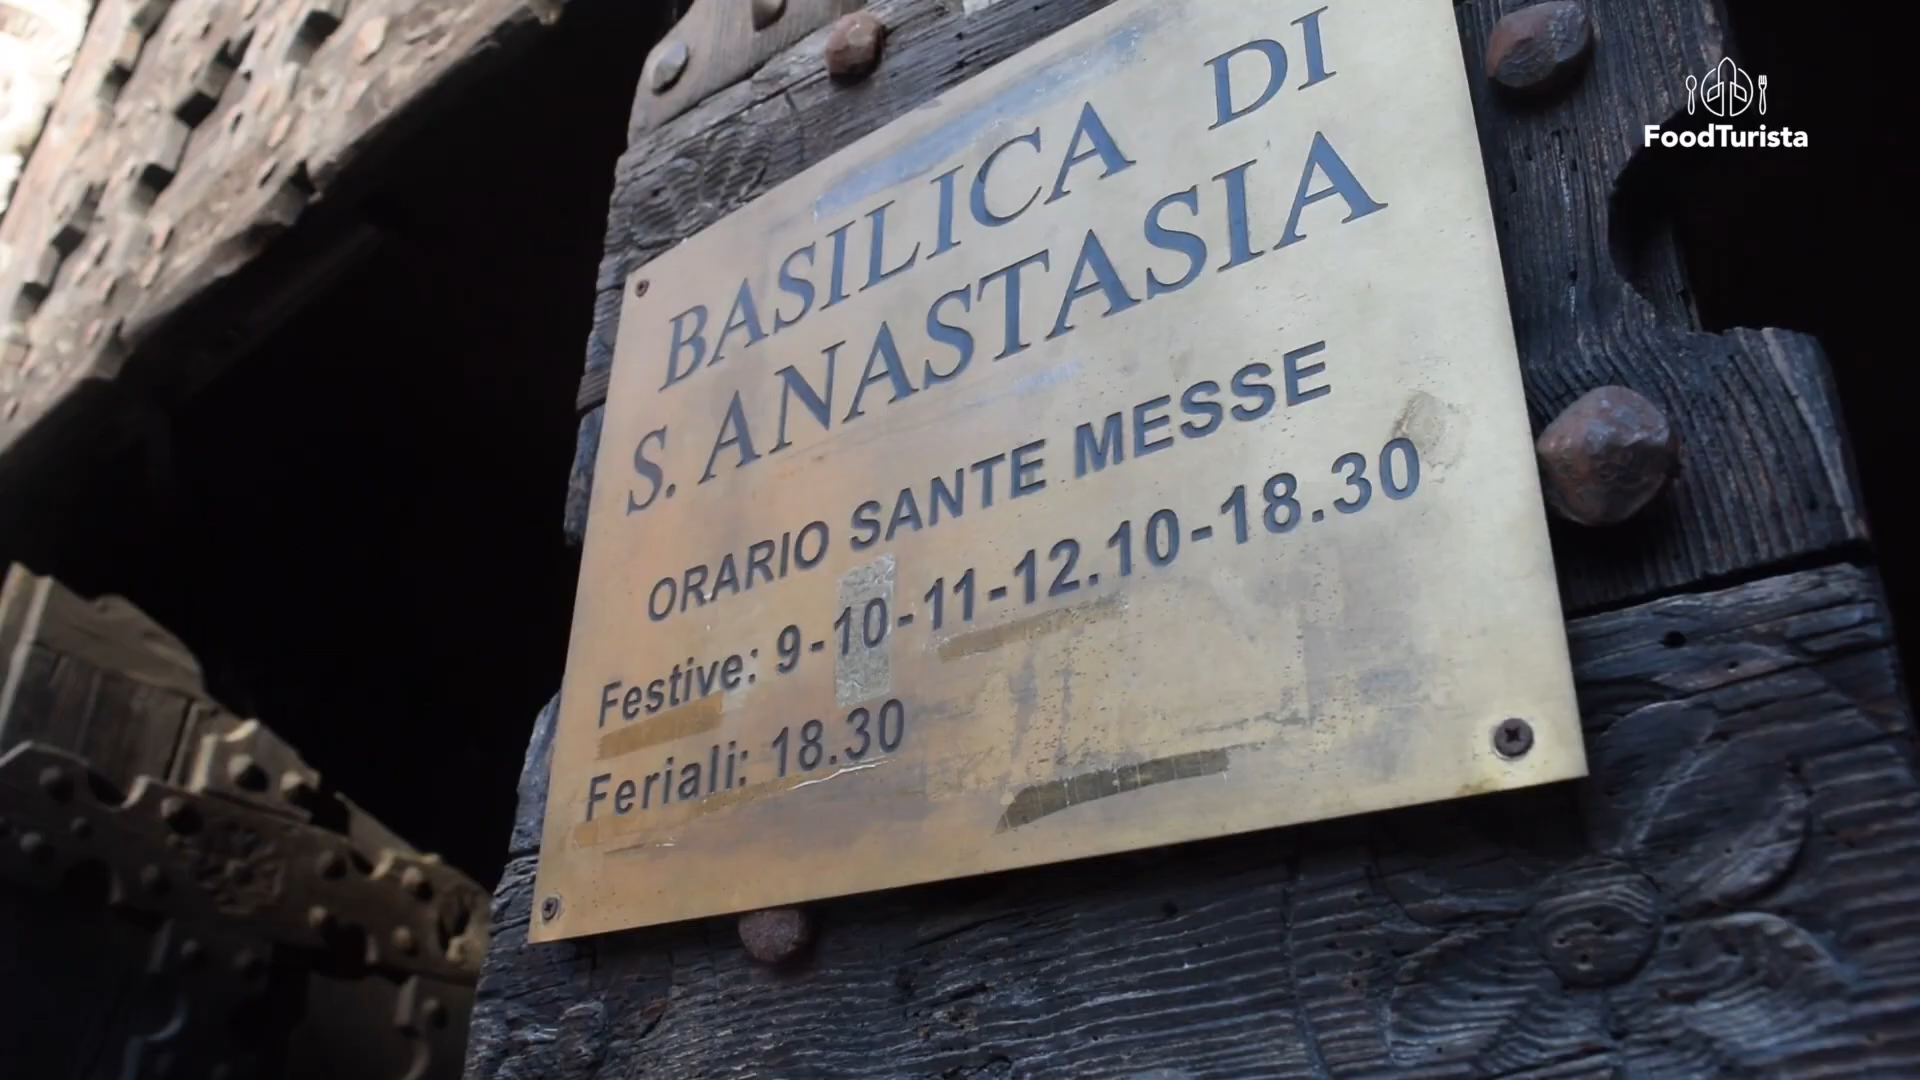 FoodTurista
BASILICA DI
S. ANASTASIA
ORARIO SANTE MESSE
Festive: 9-10-11-12.10-18.30
Feriali: 18.30